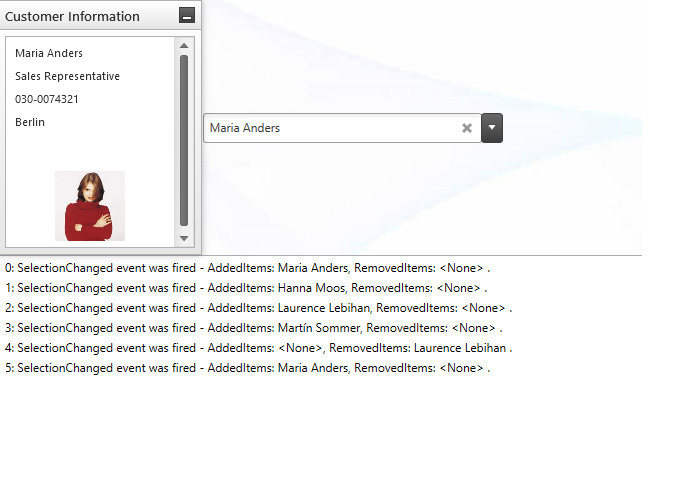 Customer Information
Maria Anders
Sales Representative
030-0074321
Berlin
Maria Anders
0: SelectionChanged event was fired - AddedItems: Maria Anders, RemovedItems: <None> .
1: SelectionChanged event was fired - AddedItems: Hanna Moos, RemovedItems: <None> .
2: SelectionChanged event was fired - AddedItems: Laurence Lebihan, RemovedItems: <None> .
3: SelectionChanged event was fired - AddedItems: Martín Sommer, RemovedItems: <None> .
4: SelectionChanged event was fired - AddedItems: <None>, RemovedItems: Laurence Lebihan .
5: SelectionChanged event was fired - AddedItems: Maria Anders, RemovedItems: <None> .